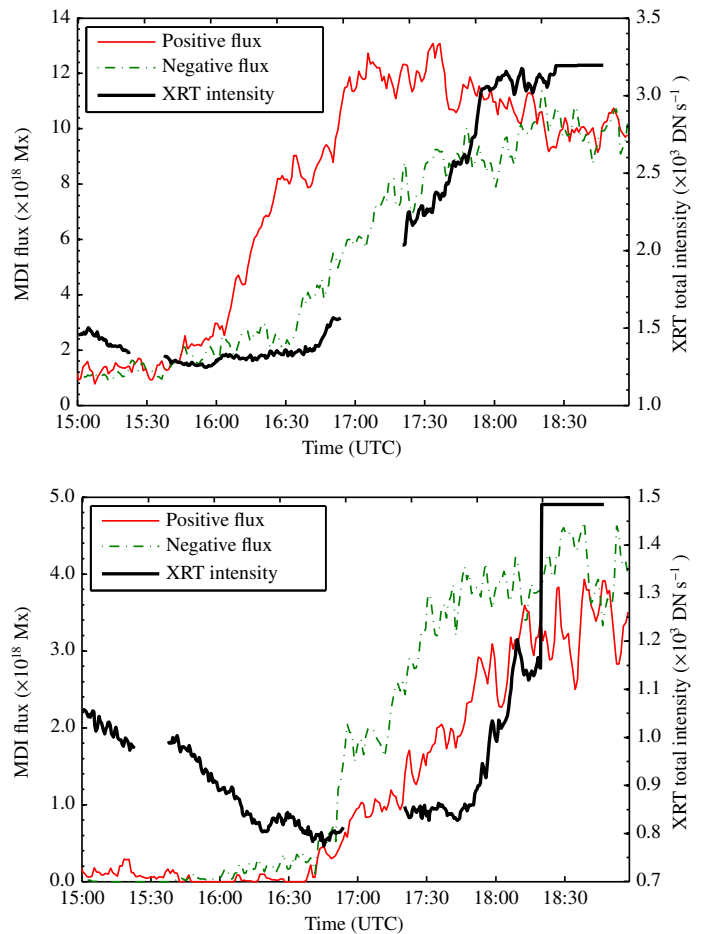 14
12
10
8
6
4
2
0
MDI flux (×10^18 Mx)
Positive flux
Negative flux
XRT intensity
3.5
3.0
2.5
2.0
1.5
1.0
XRT total intensity (×10^3 DN s^−1)
15:00 15:30 16:00 16:30 17:00 17:30 18:00 18:30
Time (UTC)
5.0
4.0
3.0
2.0
1.0
0.0
MDI flux (×10^18 Mx)
Positive flux
Negative flux
XRT intensity
1.5
1.4
1.3
1.2
1.1
1.0
0.9
0.8
0.7
XRT total intensity (×10^3 DN s^−1)
15:00 15:30 16:00 16:30 17:00 17:30 18:00 18:30
Time (UTC)